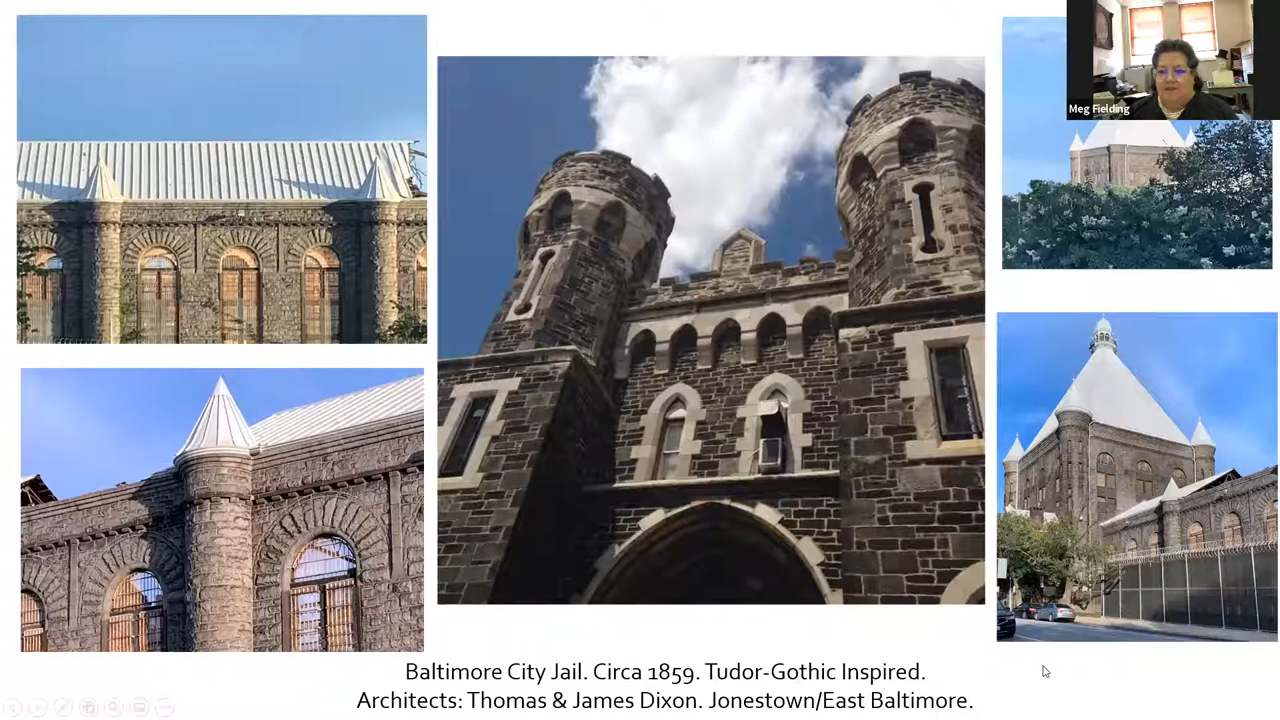 Meg Fielding
Baltimore City Jail. Circa 1859. Tudor-Gothic Inspired.
Architects: Thomas & James Dixon. Jonestown/East Baltimore.